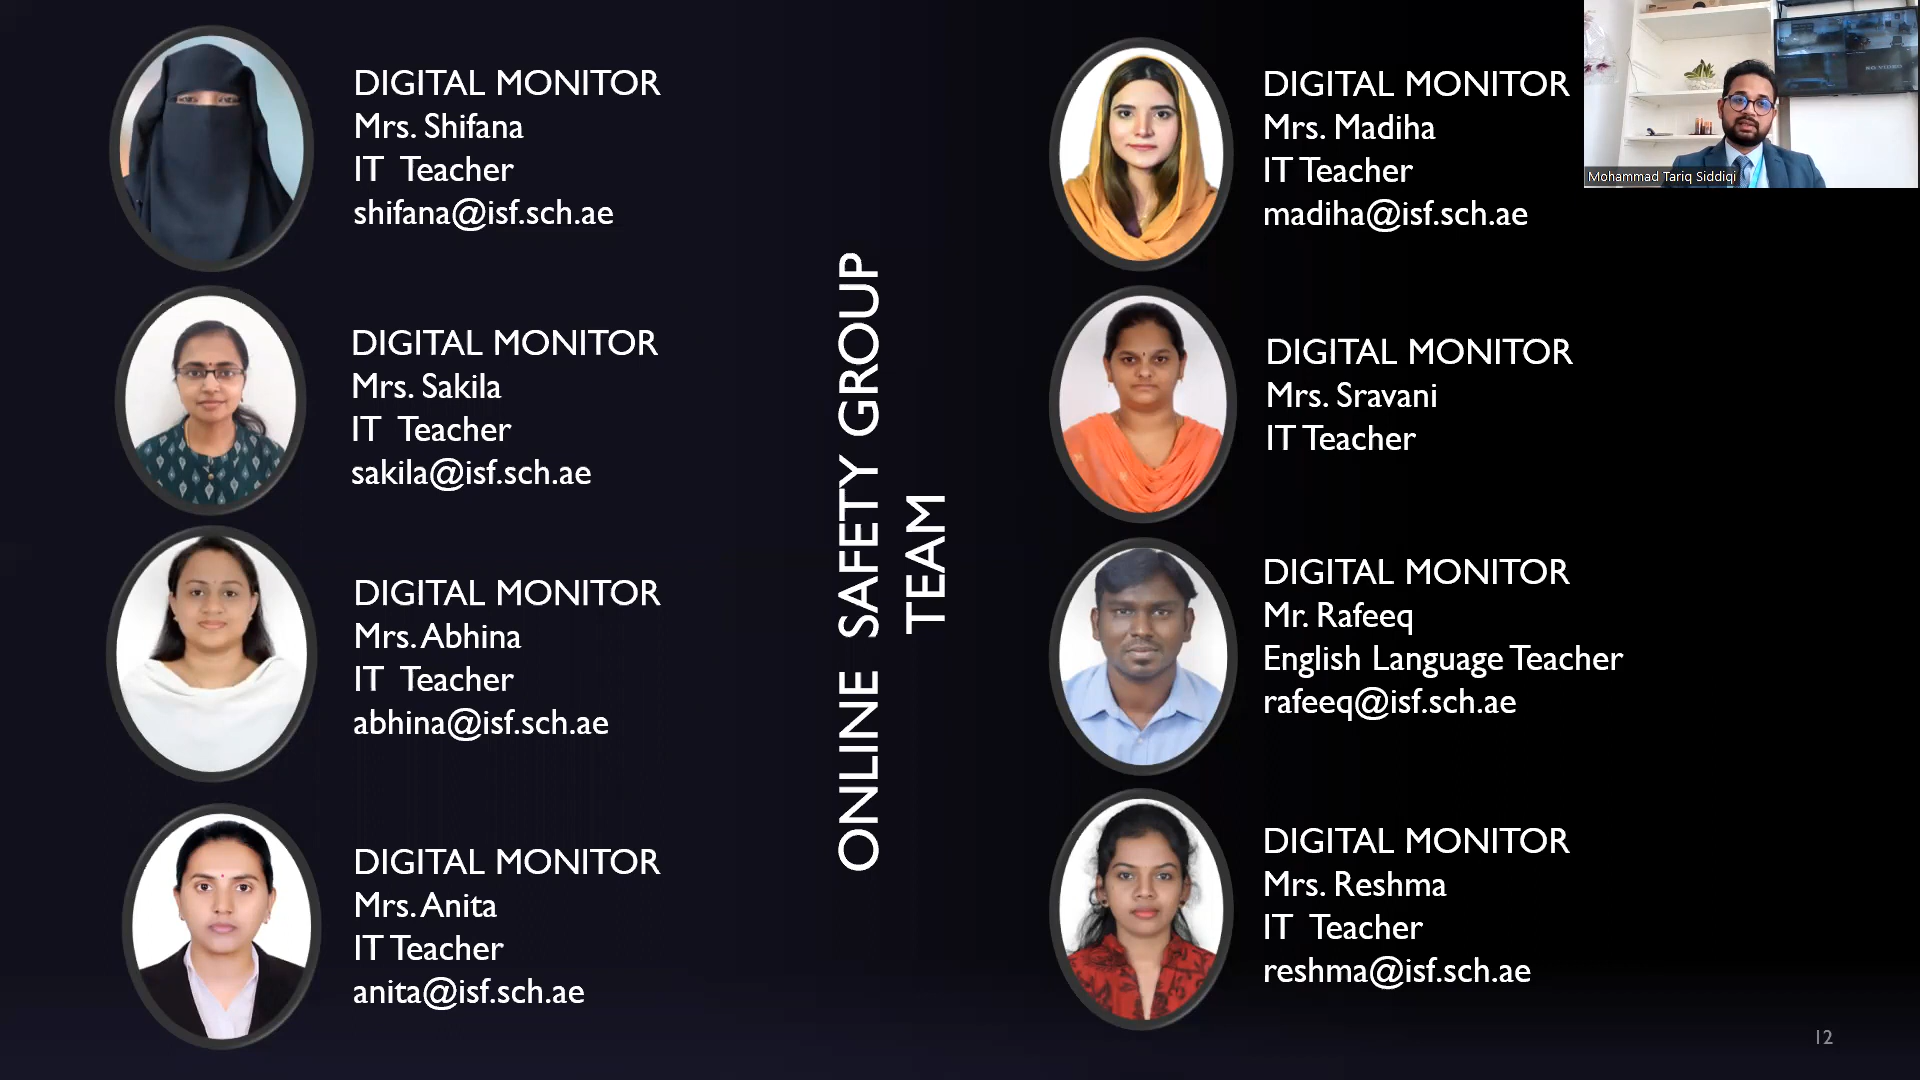 DIGITAL MONITOR
Mrs. Shifana
IT Teacher
shifana@isf.sch.ae
DIGITAL MONITOR
Mrs. Sakila
IT Teacher
sakila@isf.sch.ae
DIGITAL MONITOR
Mrs. Abhina
IT Teacher
abhina@isf.sch.ae
DIGITAL MONITOR
Mrs. Anita
IT Teacher
anita@isf.sch.ae
ONLINE SAFETY GROUP
TEAM
DIGITAL MONITOR
Mrs. Madiha
IT Teacher
madiha@isf.sch.ae
DIGITAL MONITOR
Mrs. Sravani
IT Teacher
DIGITAL MONITOR
Mr. Rafeeq
English Language Teacher
rafeeq@isf.sch.ae
DIGITAL MONITOR
Mrs. Reshma
IT Teacher
reshma@isf.sch.ae
Mohammad Tariq Siddiqi
12